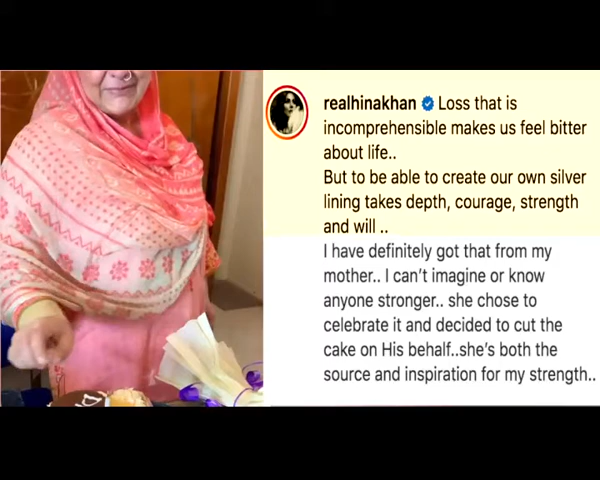 realhinakhan Loss that is
incomprehensible makes us feel bitter
about life..
But to be able to create our own silver
lining takes depth, courage, strength
and will ..
I have definitely got that from my
mother.. I can't imagine or know
anyone stronger.. she chose to
celebrate it and decided to cut the
cake on His behalf..she's both the
source and inspiration for my strength..